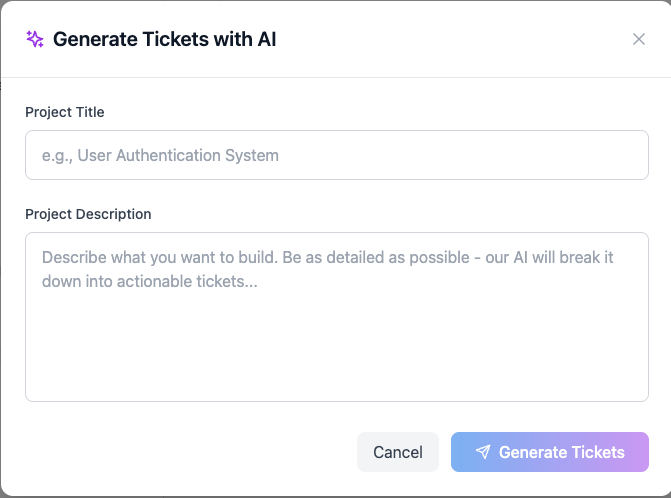 Generate Tickets with AI
Project Title
e.g., User Authentication System
Project Description
Describe what you want to build. Be as detailed as possible - our AI will break it
down into actionable tickets...
Cancel
Generate Tickets